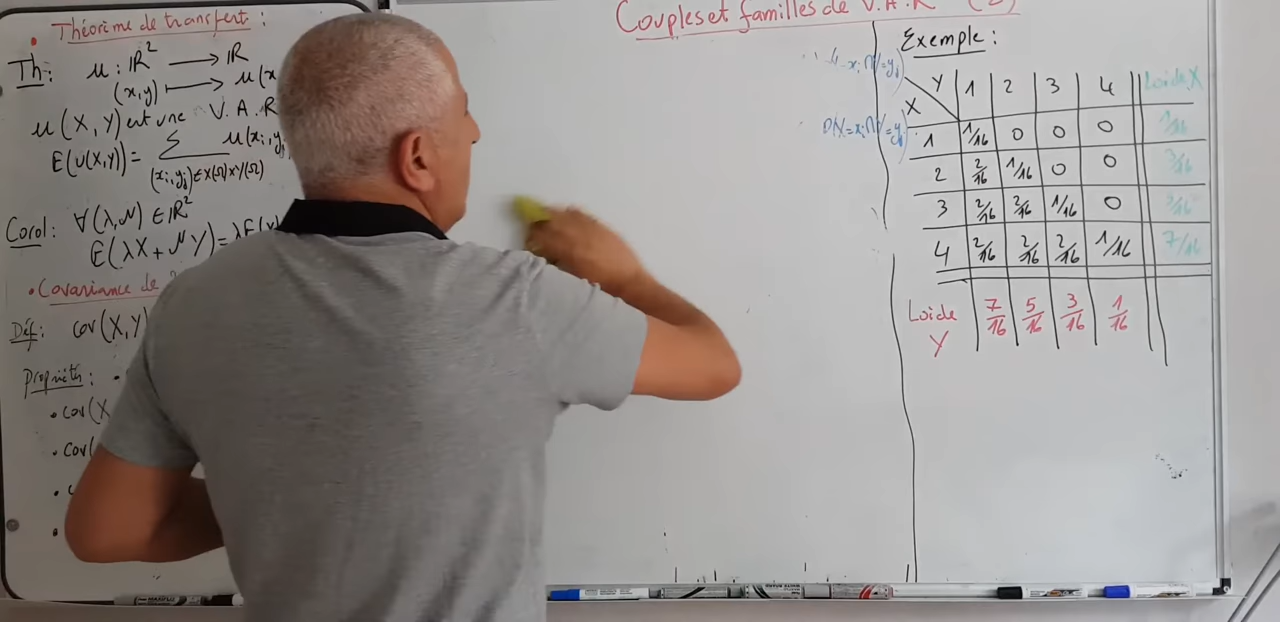 Couples et familles de V.A.R (2)
• Théorème de transfert :
Th : u : IR² → IR
(x,y) ↦ u(x
u(X,Y) est une V.A.R
E(U(X,Y)) = ∑ u(xi,yj
(xi,yj)∈X(Ω)×Y(Ω)
Corol : ∀(λ,μ) ∈ IR²
E(λX + μY) = λE(X)
• Covariance de
Déf : cov(X,Y)
Propriétés : •
• cov(X
• cov(
•
•
Exemple :
Y 1 2 3 4 Loi de X
X
1 1/16 0 0 0 1/16
2 2/16 1/16 0 0 3/16
3 2/16 2/16 1/16 0 5/16
4 2/16 2/16 2/16 1/16 7/16
Loi de Y 7/16 5/16 3/16 1/16